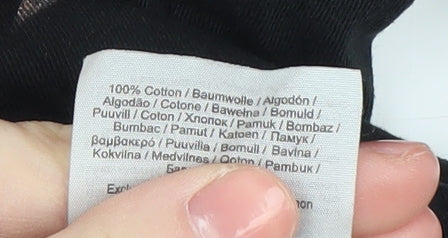 100% Cotton / Baumwolle / Algodón /
Algodão / Cotone / Bawełna / Bomuld /
Puuvill / Coton / Хлопок / Pamuk / Bombaz /
Bumbac / Pamut / Katoen / Памук /
βαμβακερό / Puuvilla / Bomull / Bavlna /
Kokvilna / Medvilnės / Qoton / Pembuk /